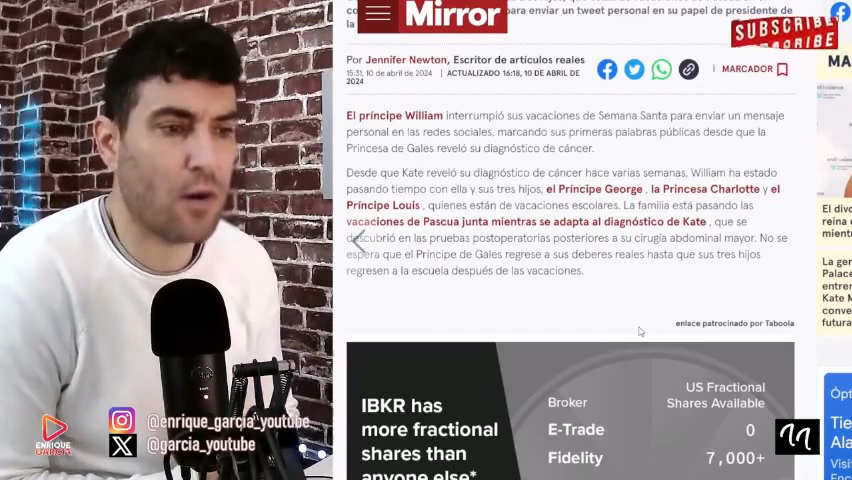 Mirror
para enviar un tweet personal en su papel de presidente de
SUBSCRIBE
Por Jennifer Newton, Escritor de artículos reales
15:31, 10 de abril de 2024 | ACTUALIZADO 16:18, 10 DE ABRIL DE
2024
MARCADOR
El príncipe William interrumpió sus vacaciones de Semana Santa para enviar un mensaje
personal en las redes sociales, marcando sus primeras palabras públicas desde que la
Princesa de Gales reveló su diagnóstico de cáncer.
Desde que Kate reveló su diagnóstico de cáncer hace varias semanas, William ha estado
pasando tiempo con ella y sus tres hijos, el Príncipe George , la Princesa Charlotte y el
Príncipe Louis , quienes están de vacaciones escolares. La familia está pasando las
vacaciones de Pascua junta mientras se adapta al diagnóstico de Kate , que se
descubrió en las pruebas postoperatorias posteriores a su cirugía abdominal mayor. No se
espera que el Príncipe de Gales regrese a sus deberes reales hasta que sus tres hijos
regresen a la escuela después de las vacaciones.
enlace patrocinado por Taboola
IBKR has
more fractional
shares than
anyone else*
Broker
US Fractional
Shares Available
E-Trade 0
Fidelity 7,000+
MA
El divo
reina
mientr
La gen
Palace
entren
Kate M
conve
futura
Ópt
Tie
Ala
Visit
ENRIQUE
GARCIA
@enrique_garcia_youtube
@garcia_youtube